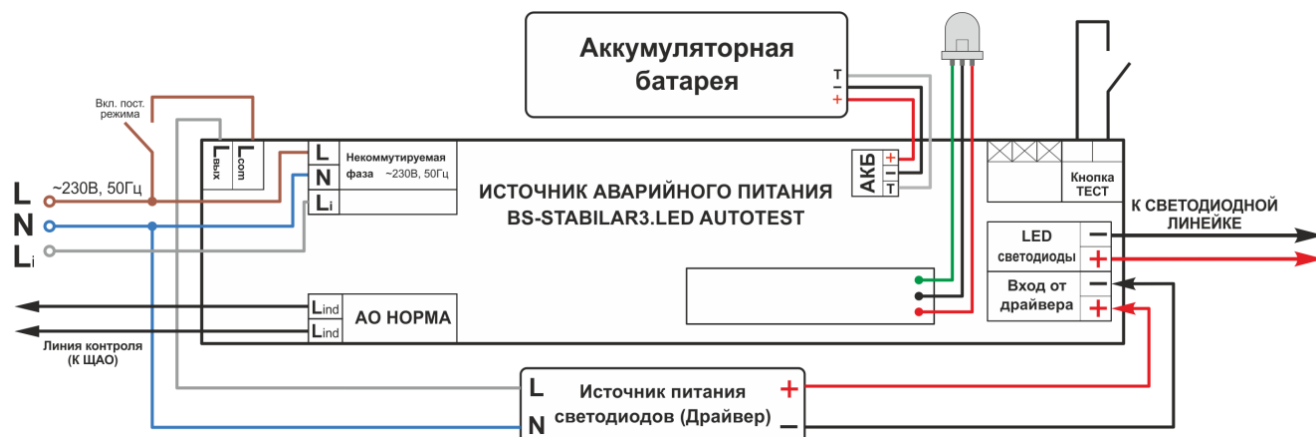 Аккумуляторная
батарея
T
–
+
Вкл. пост.
режима
Lвых
Lcom
L
N
Li
Некоммутируемая
фаза ~230В, 50Гц
L
N
Li
~230В, 50Гц
ИСТОЧНИК АВАРИЙНОГО ПИТАНИЯ
BS-STABILAR3.LED AUTOTEST
АКБ
+
–
T
Кнопка
ТЕСТ
К СВЕТОДИОДНОЙ
ЛИНЕЙКЕ
LED
светодиоды
–
+
Вход от
драйвера
–
+
Lind
Lind
АО НОРМА
Линия контроля
(К ЩАО)
L
N
Источник питания
светодиодов (Драйвер)
+
–